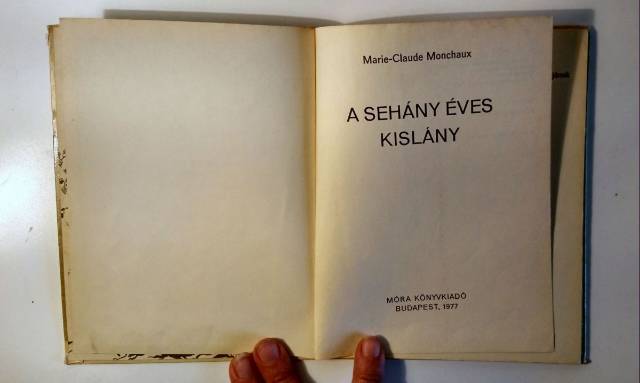 Marie-Claude Monchaux
A SEHÁNY ÉVES
KISLÁNY
MÓRA KÖNYVKIADÓ
BUDAPEST, 1977